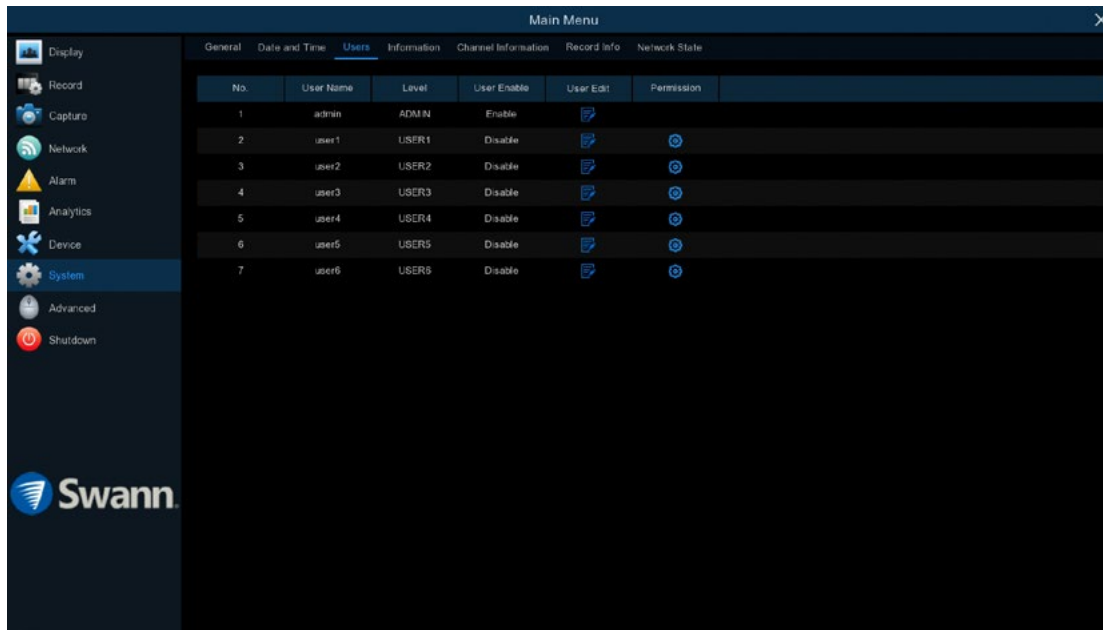 Main Menu
Display
Record
Capture
Network
Alarm
Analytics
Device
System
Advanced
Shutdown
Swann
General Date and Time Users Information Channel Information Record Info Network State
No. User Name Level User Enable User Edit Permission
1 admin ADMIN Enable
2 user1 USER1 Disable
3 user2 USER2 Disable
4 user3 USER3 Disable
5 user4 USER4 Disable
6 user5 USER5 Disable
7 user6 USER6 Disable